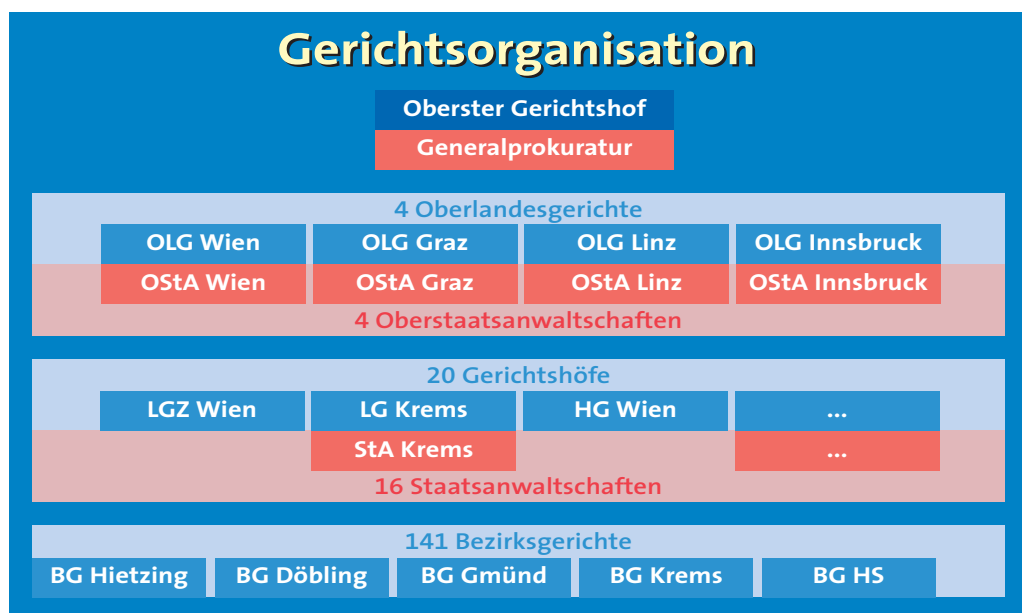 Gerichtsorganisation
Oberster Gerichtshof
Generalprokuratur
4 Oberlandesgerichte
OLG Wien OLG Graz OLG Linz OLG Innsbruck
OStA Wien OStA Graz OStA Linz OStA Innsbruck
4 Oberstaatsanwaltschaften
20 Gerichtshöfe
LGZ Wien LG Krems HG Wien ...
StA Krems ...
16 Staatsanwaltschaften
141 Bezirksgerichte
BG Hietzing BG Döbling BG Gmünd BG Krems BG HS